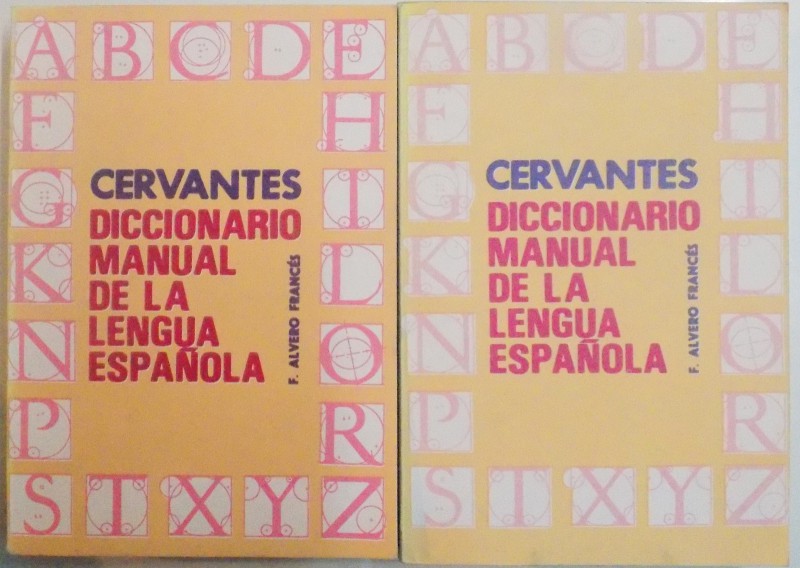 A B C D E
F H
G I
K L
N O
P R
S T X Y Z
CERVANTES
DICCIONARIO
MANUAL
DE LA
LENGUA
ESPAÑOLA
F. ALVERO FRANCÉS
A B C D E
F H
G I
K L
N O
P R
S T X Y Z
CERVANTES
DICCIONARIO
MANUAL
DE LA
LENGUA
ESPAÑOLA
F. ALVERO FRANCÉS